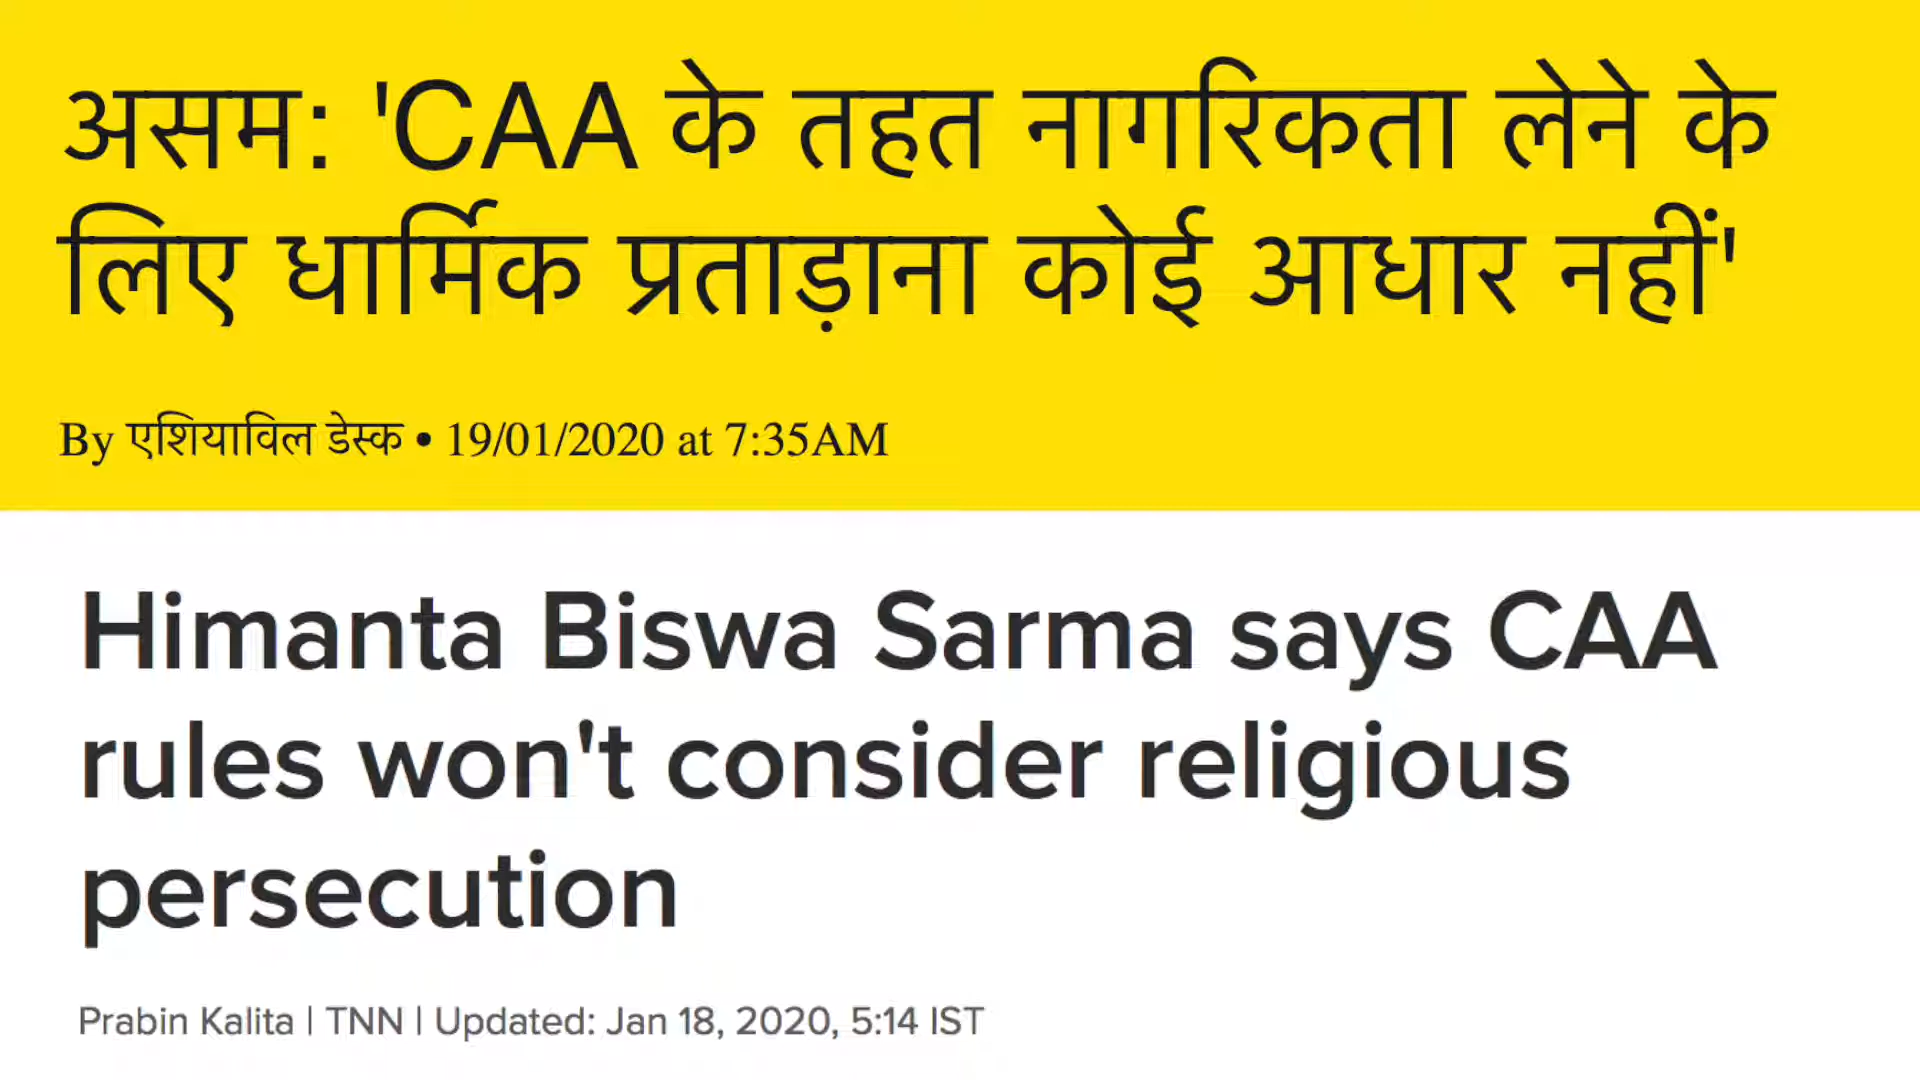 असम: 'CAA के तहत नागरिकता लेने के
लिए धार्मिक प्रताड़ाना कोई आधार नहीं'
By एशियाविल डेस्क • 19/01/2020 at 7:35AM
Himanta Biswa Sarma says CAA
rules won't consider religious
persecution
Prabin Kalita | TNN | Updated: Jan 18, 2020, 5:14 IST